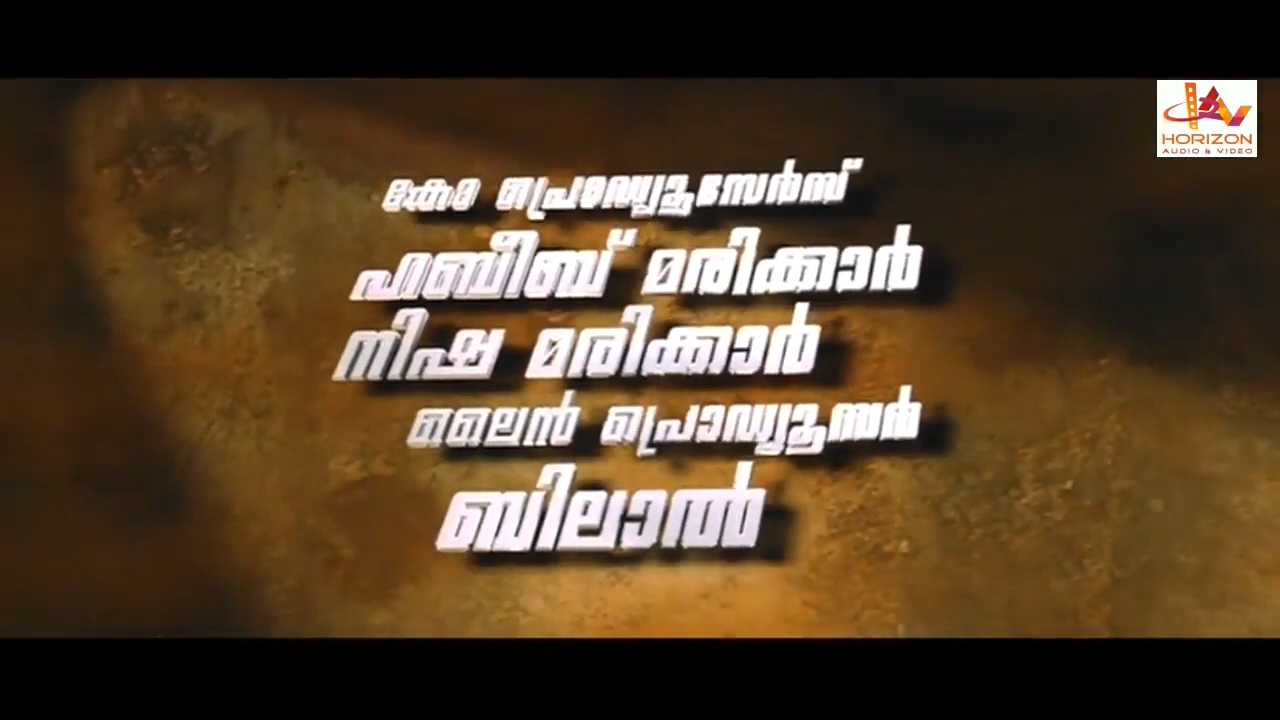 കോ പ്രൊഡ്യൂസേർസ്
ഹബീബ് മരിക്കാർ
നിഷ മരിക്കാർ
ലൈൻ പ്രൊഡ്യൂസർ
ബിലാൽ
HORIZON
AUDIO & VIDEO